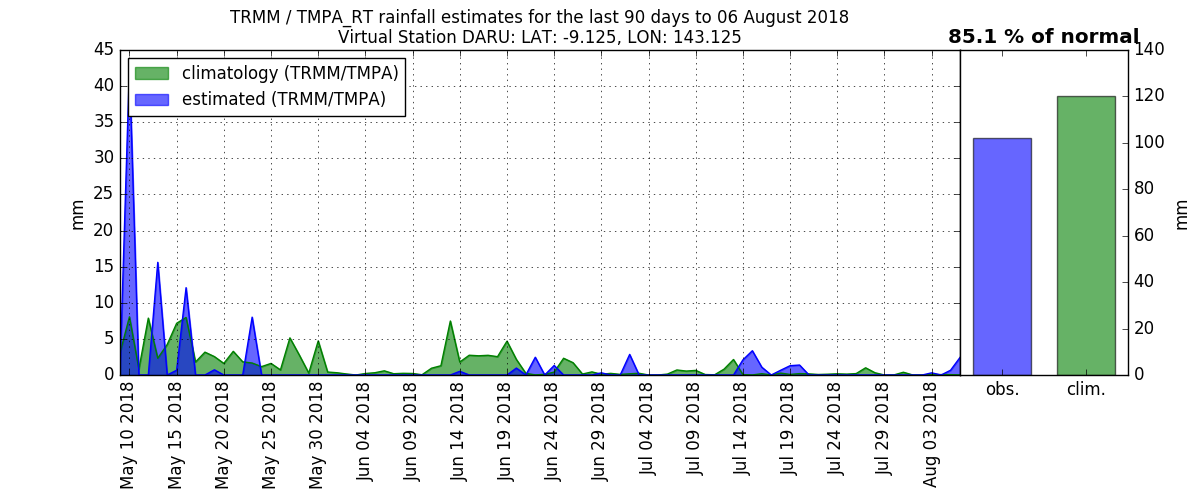 TRMM / TMPA_RT rainfall estimates for the last 90 days to 06 August 2018
Virtual Station DARU: LAT: -9.125, LON: 143.125
85.1 % of normal
climatology (TRMM/TMPA)
estimated (TRMM/TMPA)
45
40
35
30
25
20
15
10
5
0
mm
May 10 2018
May 15 2018
May 20 2018
May 25 2018
May 30 2018
Jun 04 2018
Jun 09 2018
Jun 14 2018
Jun 19 2018
Jun 24 2018
Jun 29 2018
Jul 04 2018
Jul 09 2018
Jul 14 2018
Jul 19 2018
Jul 24 2018
Jul 29 2018
Aug 03 2018
obs.
clim.
140
120
100
80
60
40
20
0
mm